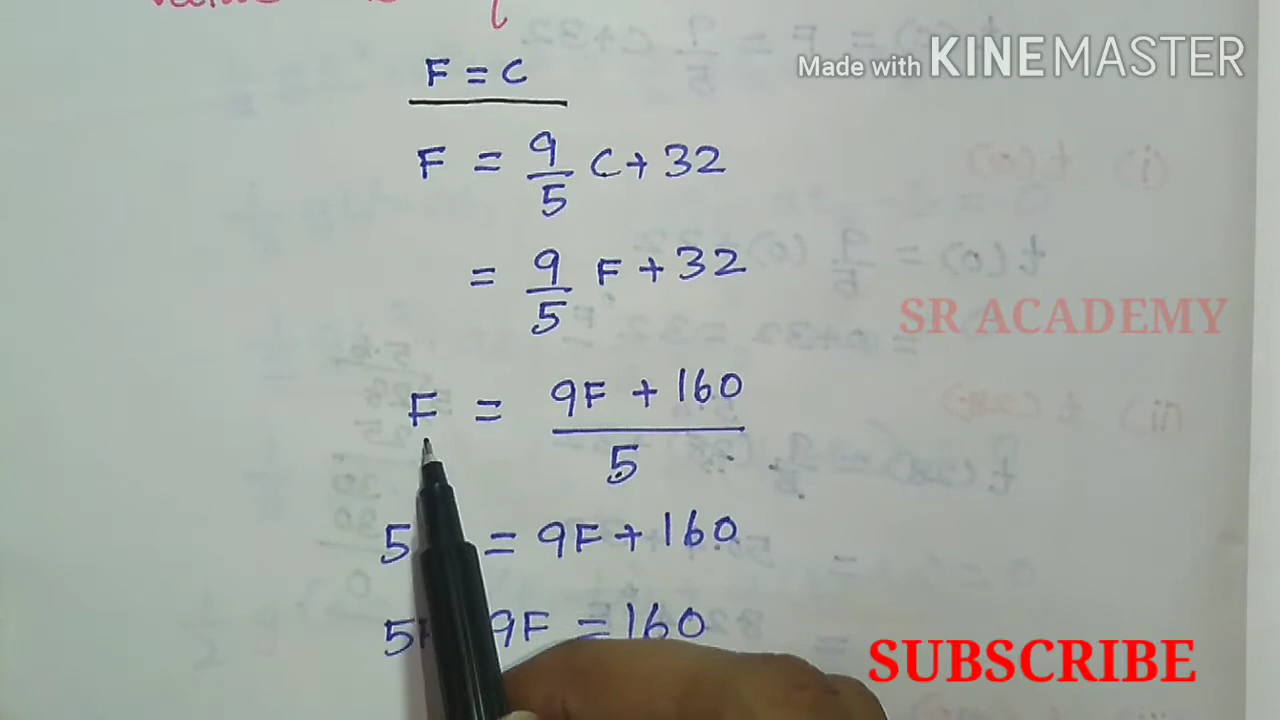 Made with KINEMASTER
F = C
F = 9/5 C + 32
= 9/5 F + 32
SR ACADEMY
F = 9F + 160 / 5
5 = 9F + 160
5F 9F = 160
SUBSCRIBE